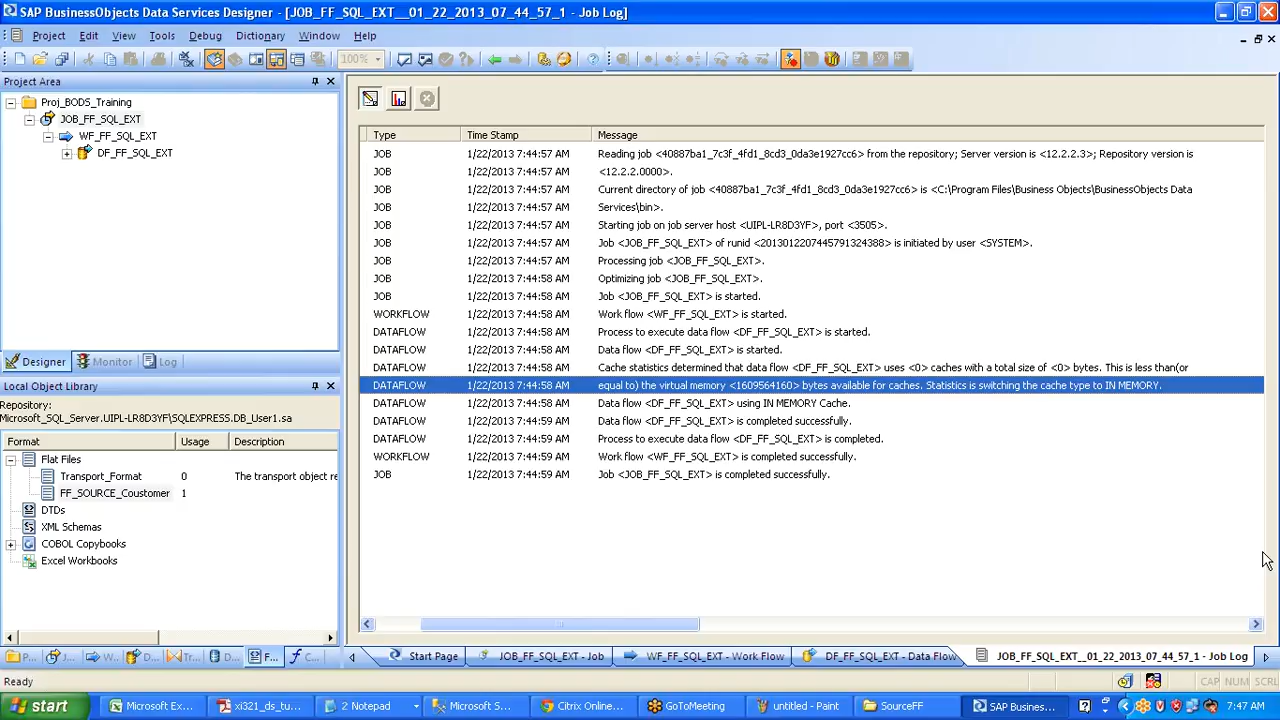 SAP BusinessObjects Data Services Designer - [JOB_FF_SQL_EXT__01_22_2013_07_44_57_1 - Job Log]
Project Edit View Tools Debug Dictionary Window Help
100%
Project Area
Proj_BODS_Training
JOB_FF_SQL_EXT
WF_FF_SQL_EXT
DF_FF_SQL_EXT
Designer Monitor Log
Local Object Library
Repository:
Microsoft_SQL_Server.UIPL-LR8D3YF\SQLEXPRESS.DB_User1.sa
Format Usage Description
Flat Files
Transport_Format 0 The transport object re
FF_SOURCE_Coustomer 1
DTDs
XML Schemas
COBOL Copybooks
Excel Workbooks
P... J... W... D... Tr... D... F... C...
Type Time Stamp Message
JOB 1/22/2013 7:44:57 AM Reading job <40887ba1_7c3f_4fd1_8cd3_0da3e1927cc6> from the repository; Server version is <12.2.2.3>; Repository version is
JOB 1/22/2013 7:44:57 AM <12.2.2.0000>.
JOB 1/22/2013 7:44:57 AM Current directory of job <40887ba1_7c3f_4fd1_8cd3_0da3e1927cc6> is <C:\Program Files\Business Objects\BusinessObjects Data
JOB 1/22/2013 7:44:57 AM Services\bin>.
JOB 1/22/2013 7:44:57 AM Starting job on job server host <UIPL-LR8D3YF>, port <3505>.
JOB 1/22/2013 7:44:57 AM Job <JOB_FF_SQL_EXT> of runid <2013012207445791324388> is initiated by user <SYSTEM>.
JOB 1/22/2013 7:44:57 AM Processing job <JOB_FF_SQL_EXT>.
JOB 1/22/2013 7:44:58 AM Optimizing job <JOB_FF_SQL_EXT>.
JOB 1/22/2013 7:44:58 AM Job <JOB_FF_SQL_EXT> is started.
WORKFLOW 1/22/2013 7:44:58 AM Work flow <WF_FF_SQL_EXT> is started.
DATAFLOW 1/22/2013 7:44:58 AM Process to execute data flow <DF_FF_SQL_EXT> is started.
DATAFLOW 1/22/2013 7:44:58 AM Data flow <DF_FF_SQL_EXT> is started.
DATAFLOW 1/22/2013 7:44:58 AM Cache statistics determined that data flow <DF_FF_SQL_EXT> uses <0> caches with a total size of <0> bytes. This is less than(or
DATAFLOW 1/22/2013 7:44:58 AM equal to) the virtual memory <1609564160> bytes available for caches. Statistics is switching the cache type to IN MEMORY.
DATAFLOW 1/22/2013 7:44:58 AM Data flow <DF_FF_SQL_EXT> using IN MEMORY Cache.
DATAFLOW 1/22/2013 7:44:59 AM Data flow <DF_FF_SQL_EXT> is completed successfully.
DATAFLOW 1/22/2013 7:44:59 AM Process to execute data flow <DF_FF_SQL_EXT> is completed.
WORKFLOW 1/22/2013 7:44:59 AM Work flow <WF_FF_SQL_EXT> is completed successfully.
JOB 1/22/2013 7:44:59 AM Job <JOB_FF_SQL_EXT> is completed successfully.
Start Page JOB_FF_SQL_EXT - Job WF_FF_SQL_EXT - Work Flow DF_FF_SQL_EXT - Data Flow JOB_FF_SQL_EXT__01_22_2013_07_44_57_1 - Job Log
Ready CAP NUM SCRL
start Microsoft Ex... xi321_ds_tu... 2 Notepad Microsoft S... Citrix Online... GoToMeeting untitled - Paint SourceFF SAP Busines... 7:47 AM